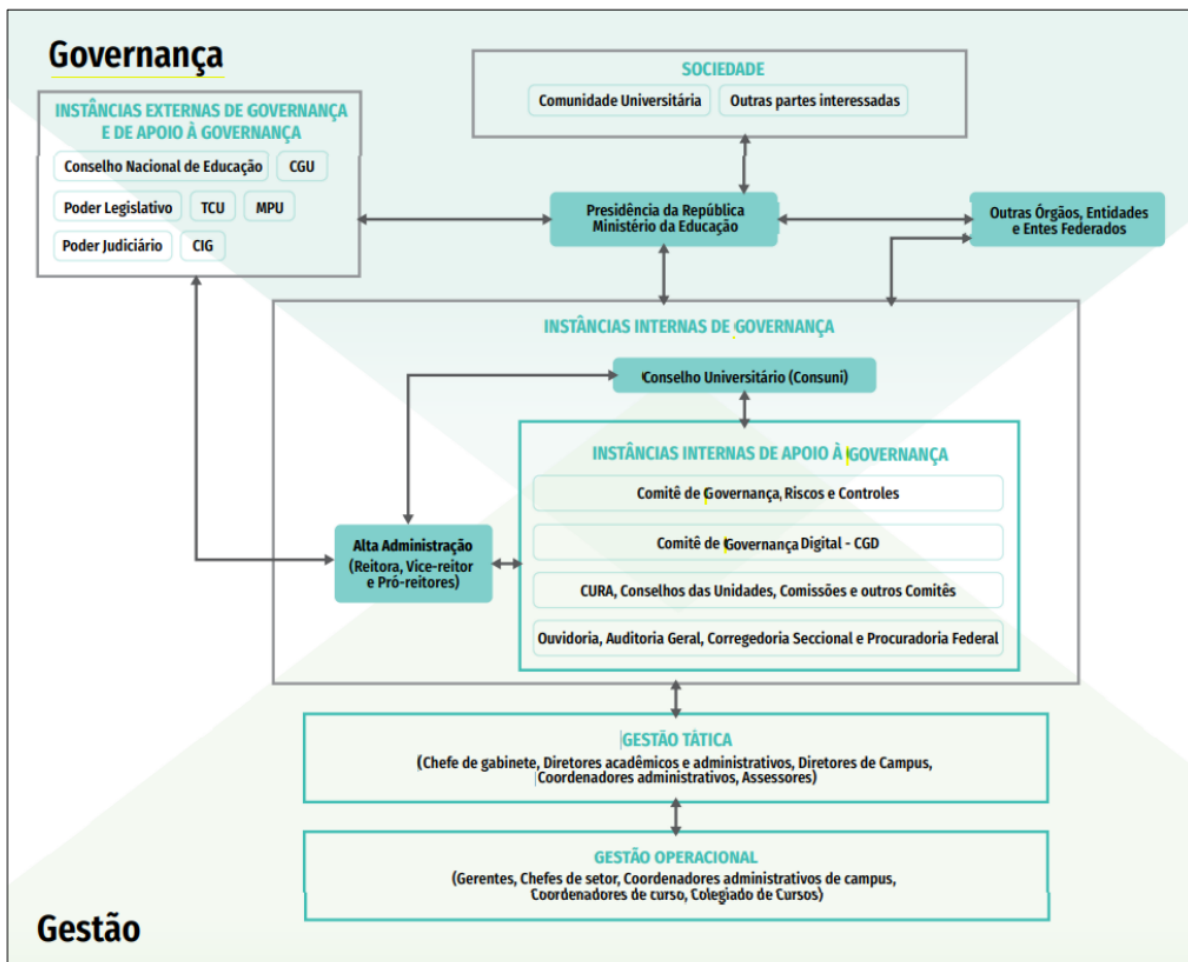 Governança
SOCIEDADE
Comunidade Universitária
Outras partes interessadas
INSTÂNCIAS EXTERNAS DE GOVERNANÇA
E DE APOIO À GOVERNANÇA
Conselho Nacional de Educação
CGU
Poder Legislativo
TCU
MPU
Poder Judiciário
CIG
Presidência da República
Ministério da Educação
Outras Órgãos, Entidades
e Entes Federados
INSTÂNCIAS INTERNAS DE GOVERNANÇA
Conselho Universitário (Consuni)
INSTÂNCIAS INTERNAS DE APOIO À GOVERNANÇA
Comitê de Governança, Riscos e Controles
Comitê de Governança Digital - CGD
CURA, Conselhos das Unidades, Comissões e outros Comitês
Ouvidoria, Auditoria Geral, Corregedoria Seccional e Procuradoria Federal
Alta Administração
(Reitora, Vice-reitor
e Pró-reitores)
GESTÃO TÁTICA
(Chefe de gabinete, Diretores acadêmicos e administrativos, Diretores de Campus,
Coordenadores administrativos, Assessores)
GESTÃO OPERACIONAL
(Gerentes, Chefes de setor, Coordenadores administrativos de campus,
Coordenadores de curso, Colegiado de Cursos)
Gestão